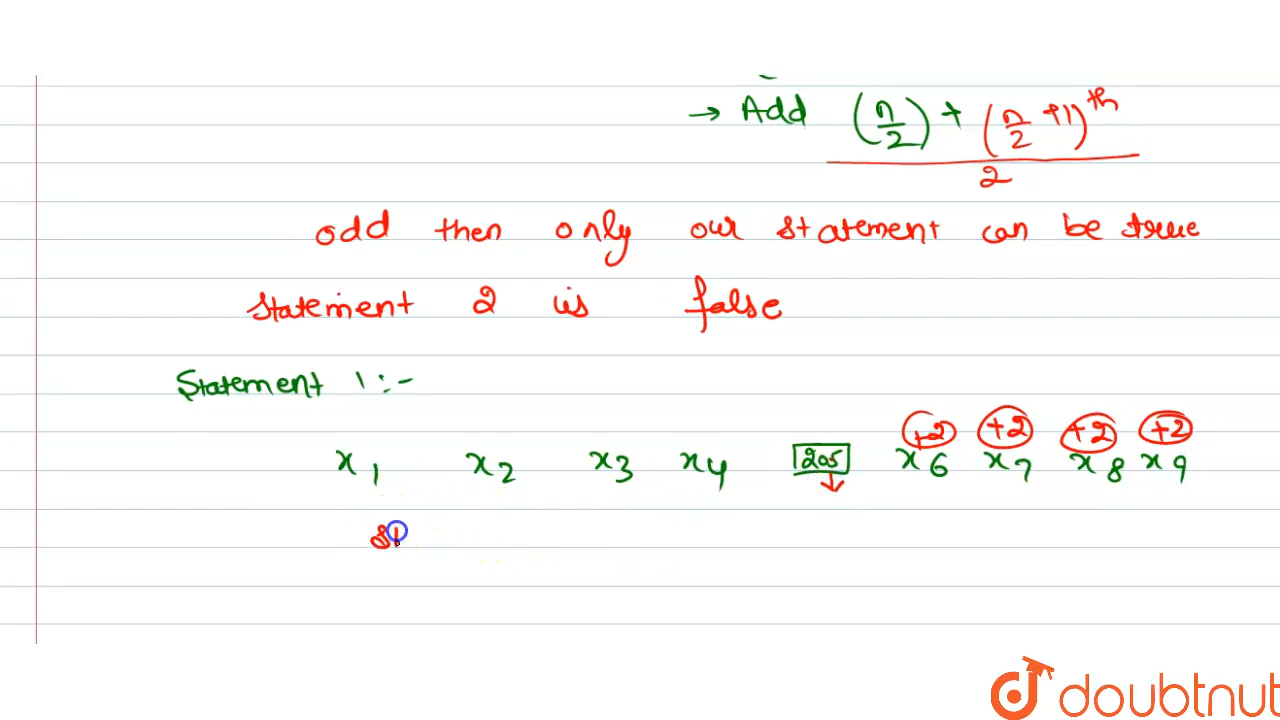 → Add (n/2) + (n/2 +1)th
2
odd then only our statement can be true
statement 2 is false
Statement 1 :-
+2 +2 +2 +2
x1 x2 x3 x4 205 x6 x7 x8 x9
↓
doubtnut